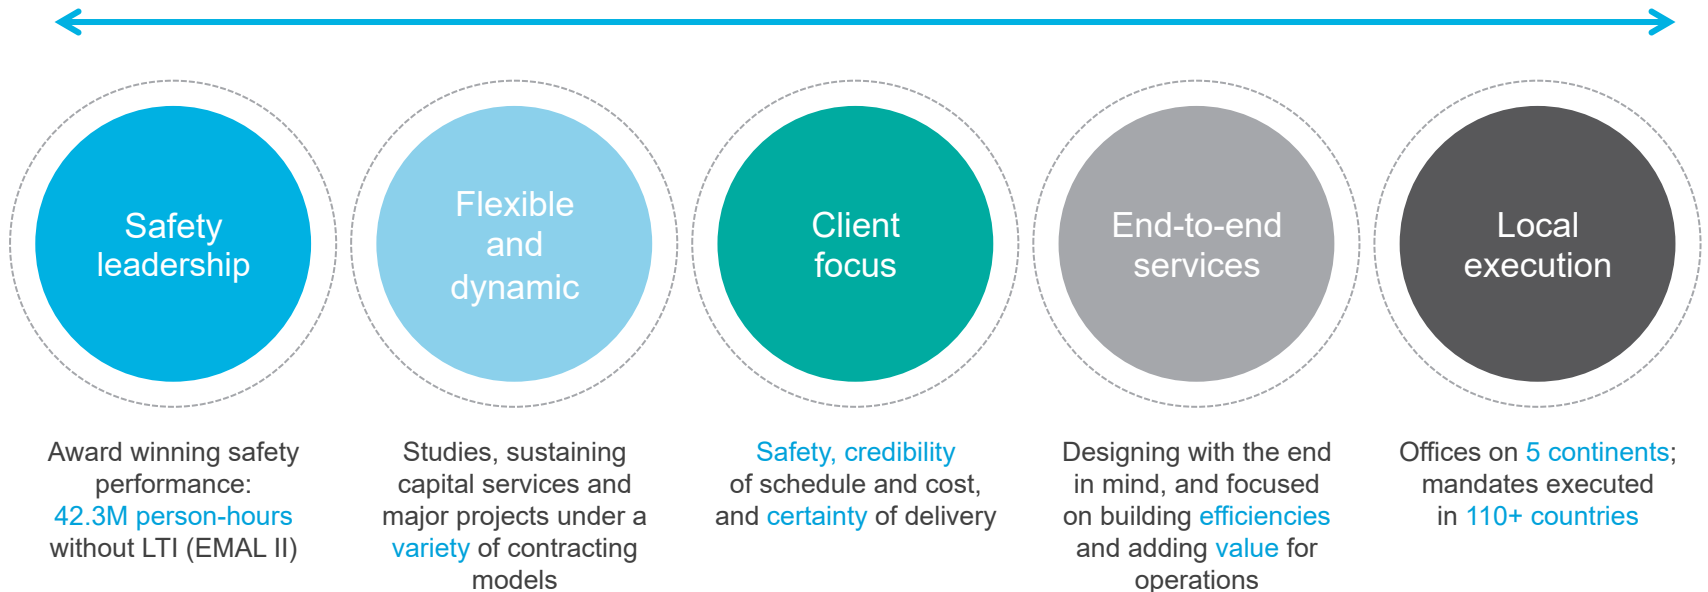 Safety
leadership
Flexible
and
dynamic
Client
focus
End-to-end
services
Local
execution
Award winning safety
performance:
42.3M person-hours
without LTI (EMAL II)
Studies, sustaining
capital services and
major projects under a
variety of contracting
models
Safety, credibility
of schedule and cost,
and certainty of delivery
Designing with the end
in mind, and focused
on building efficiencies
and adding value for
operations
Offices on 5 continents;
mandates executed
in 110+ countries